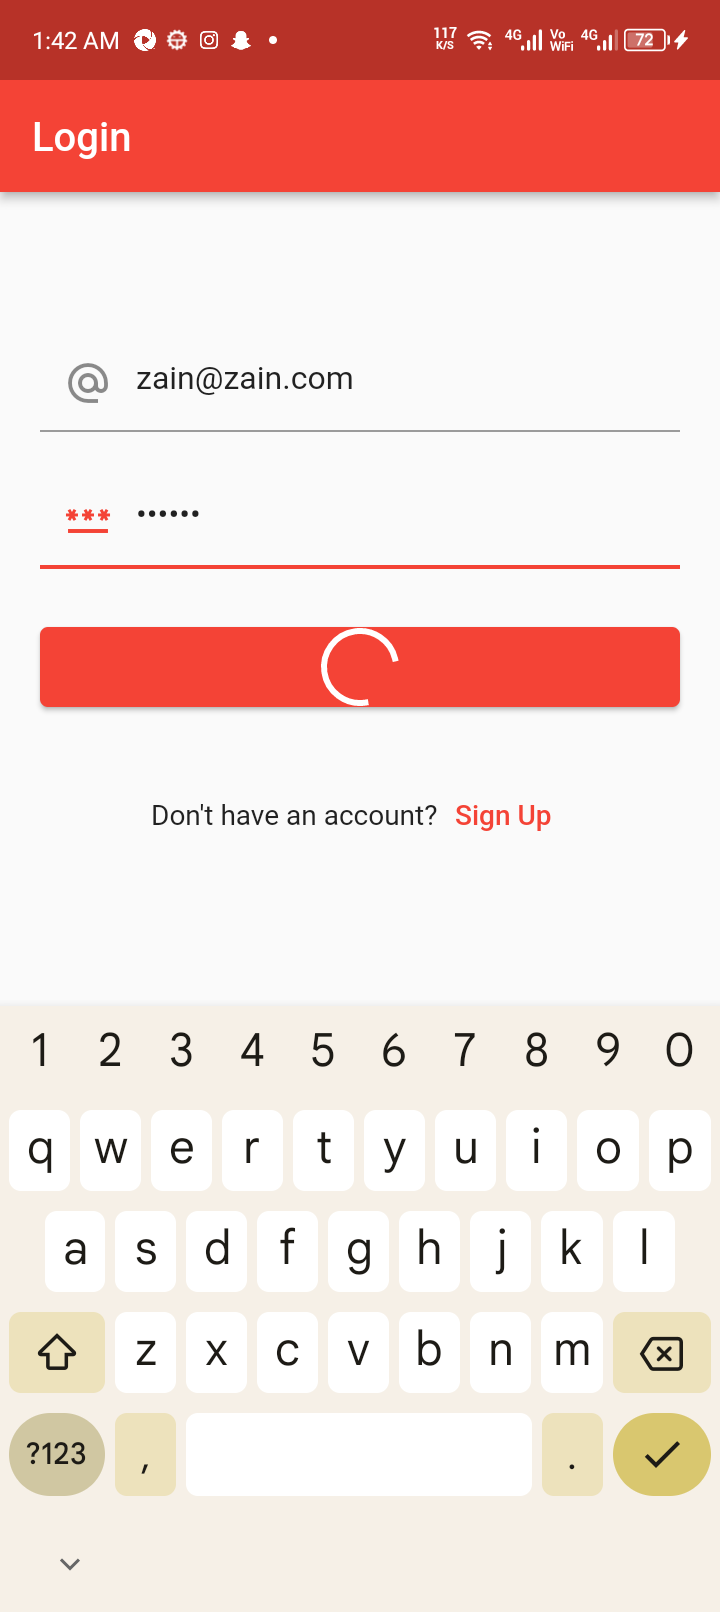 1:42 AM 117 K/S 4G Vo WiFi 4G 72
Login
zain@zain.com
••••••
Don't have an account? Sign Up
1 2 3 4 5 6 7 8 9 0
q w e r t y u i o p
a s d f g h j k l
z x c v b n m
?123 , .